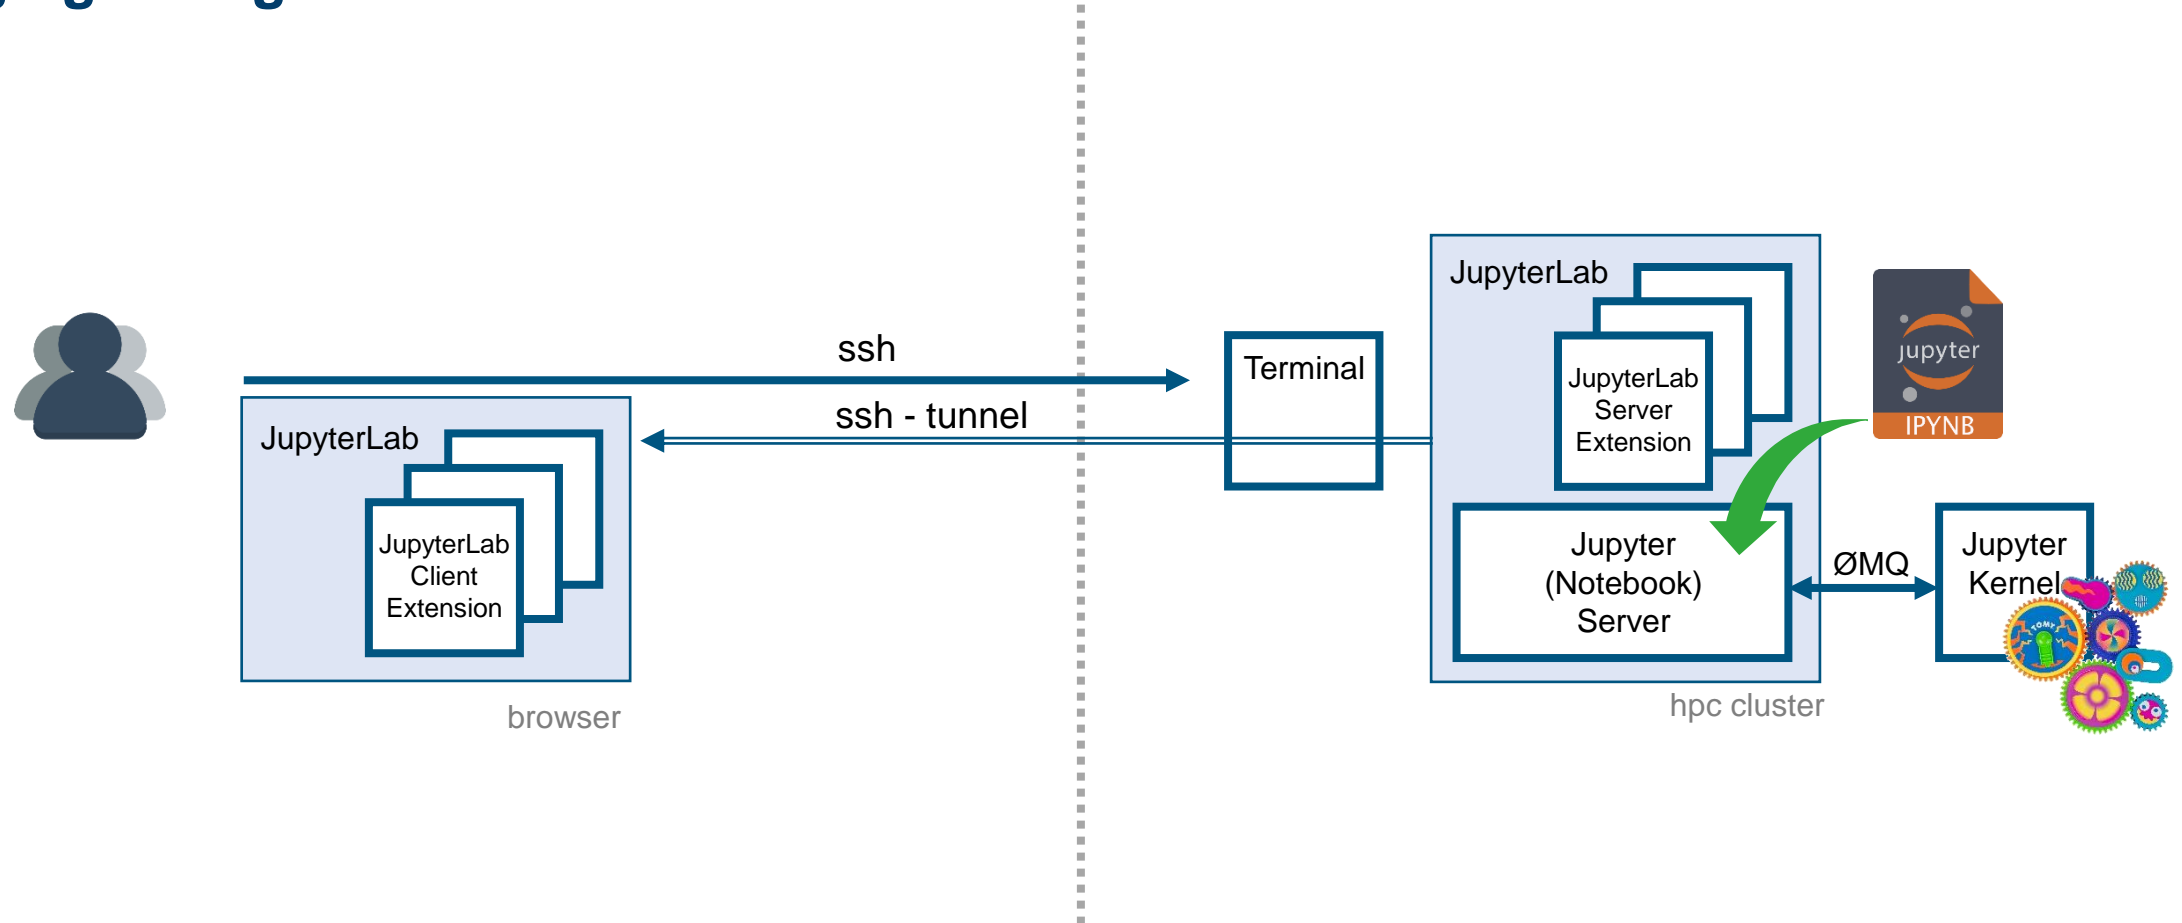 ssh
ssh - tunnel
JupyterLab
JupyterLab
Client
Extension
browser
Terminal
JupyterLab
JupyterLab
Server
Extension
Jupyter
(Notebook)
Server
hpc cluster
ØMQ
jupyter
IPYNB
Jupyter
Kernel
TOMY